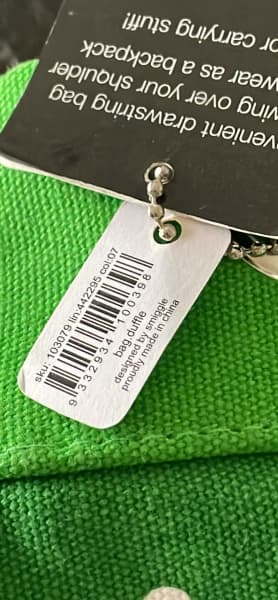 venient drawstring bag
wing over your shoulder
wear as a backpack
or carrying stuff!
sku: 103079 lin:442295 col:07
9 332934 100398
bag.duffle
designed by smiggle
proudly made in china